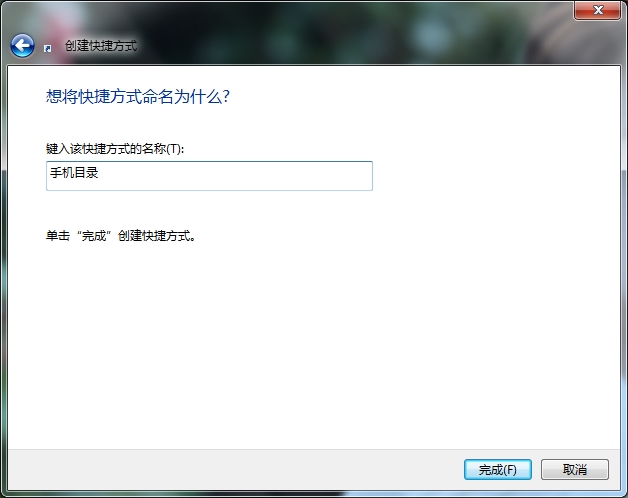 创建快捷方式
想将快捷方式命名为什么?
键入该快捷方式的名称(T):
手机目录
单击“完成”创建快捷方式。
完成(F)
取消